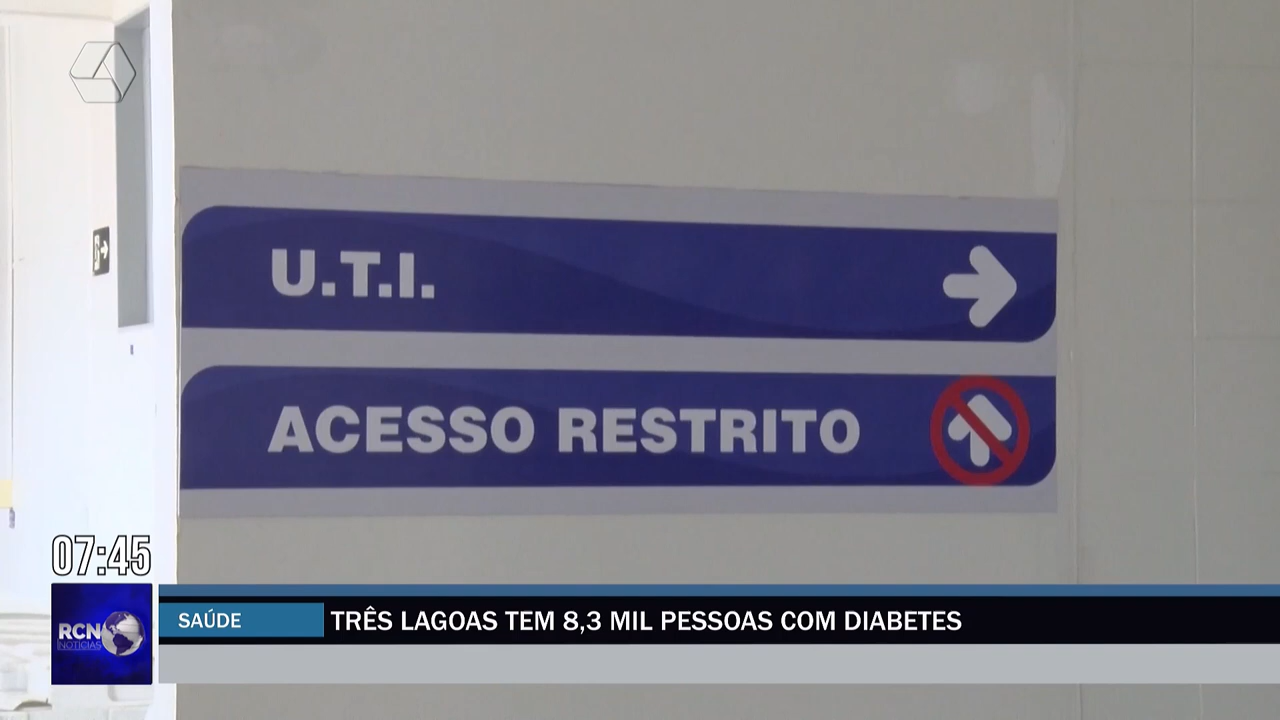 U.T.I.
ACESSO RESTRITO
07:45
RCN
NOTÍCIAS
SAÚDE
TRÊS LAGOAS TEM 8,3 MIL PESSOAS COM DIABETES